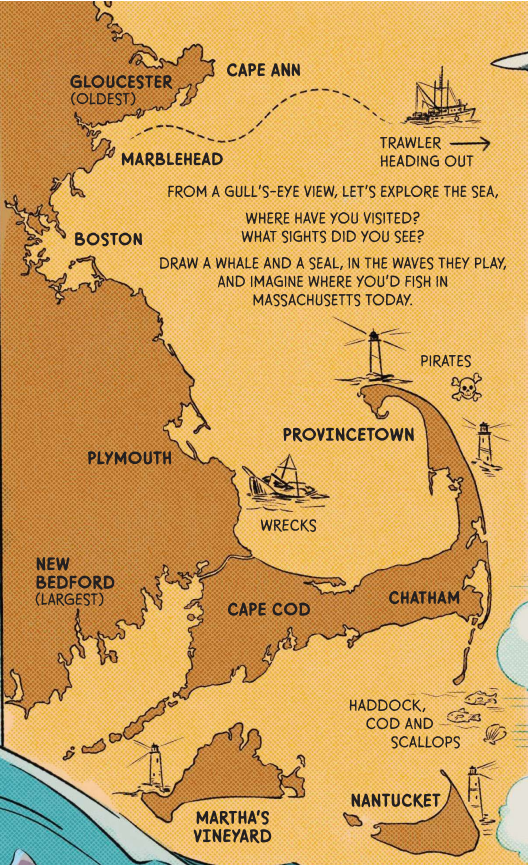 CAPE ANN
GLOUCESTER
(OLDEST)
TRAWLER
HEADING OUT
MARBLEHEAD
FROM A GULL'S-EYE VIEW, LET'S EXPLORE THE SEA,
WHERE HAVE YOU VISITED?
WHAT SIGHTS DID YOU SEE?
BOSTON
DRAW A WHALE AND A SEAL, IN THE WAVES THEY PLAY,
AND IMAGINE WHERE YOU'D FISH IN
MASSACHUSETTS TODAY.
PIRATES
PROVINCETOWN
PLYMOUTH
WRECKS
NEW
BEDFORD
(LARGEST)
CAPE COD
CHATHAM
HADDOCK,
COD AND
SCALLOPS
NANTUCKET
MARTHA'S
VINEYARD